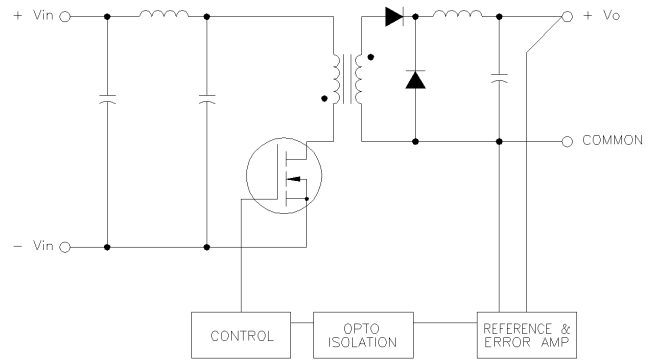 + Vin
+ Vo
COMMON
- Vin
CONTROL
OPTO
ISOLATION
REFERENCE &
ERROR AMP